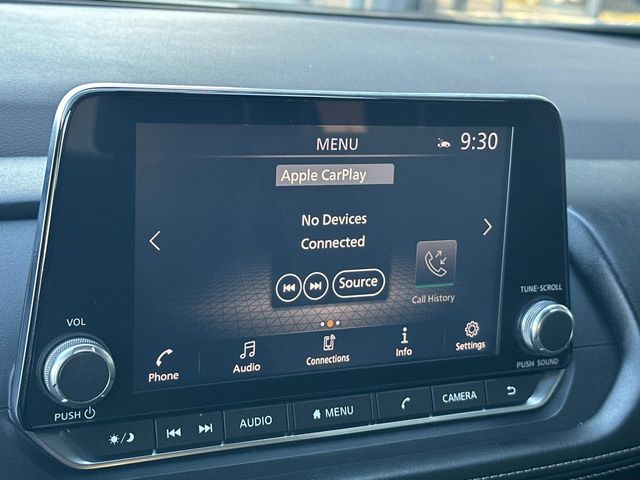 MENU
9:30
Apple CarPlay
No Devices
Connected
Source
Call History
Phone
Audio
Connections
Info
Settings
VOL
PUSH
TUNE·SCROLL
PUSH SOUND
AUDIO
MENU
CAMERA